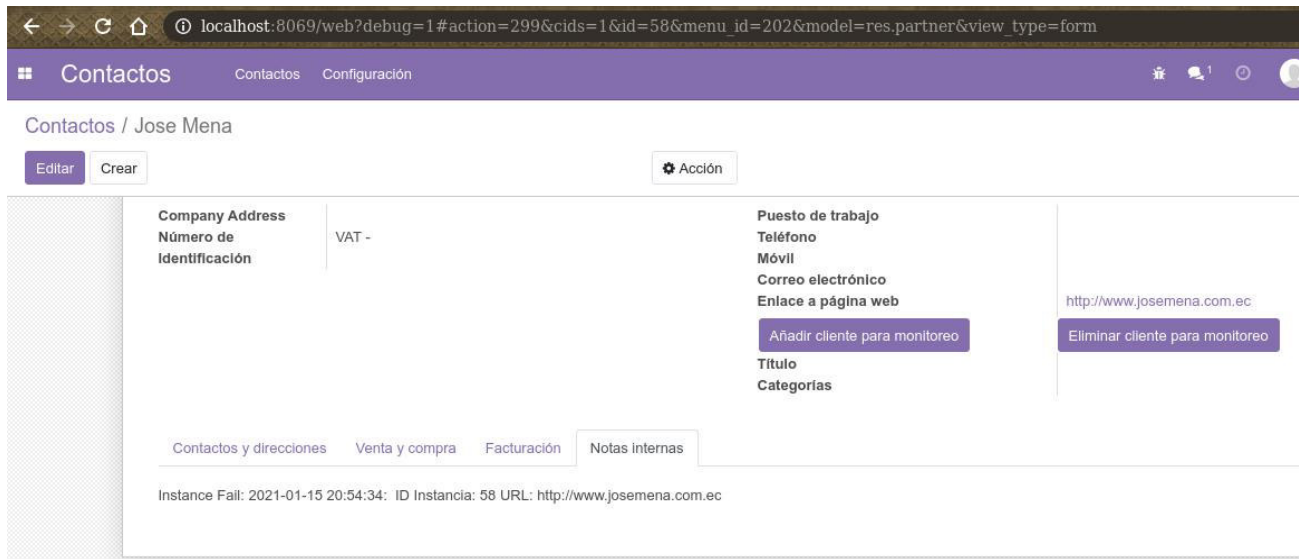 localhost:8069/web?debug=1#action=299&cids=1&id=58&menu_id=202&model=res.partner&view_type=form
Contactos Contactos Configuración 1
Contactos / Jose Mena
Editar Crear Acción
Company Address
Número de Identificación VAT -
Puesto de trabajo
Teléfono
Móvil
Correo electrónico
Enlace a página web http://www.josemena.com.ec
Añadir cliente para monitoreo Eliminar cliente para monitoreo
Título
Categorías
Contactos y direcciones Venta y compra Facturación Notas internas
Instance Fail: 2021-01-15 20:54:34: ID Instancia: 58 URL: http://www.josemena.com.ec